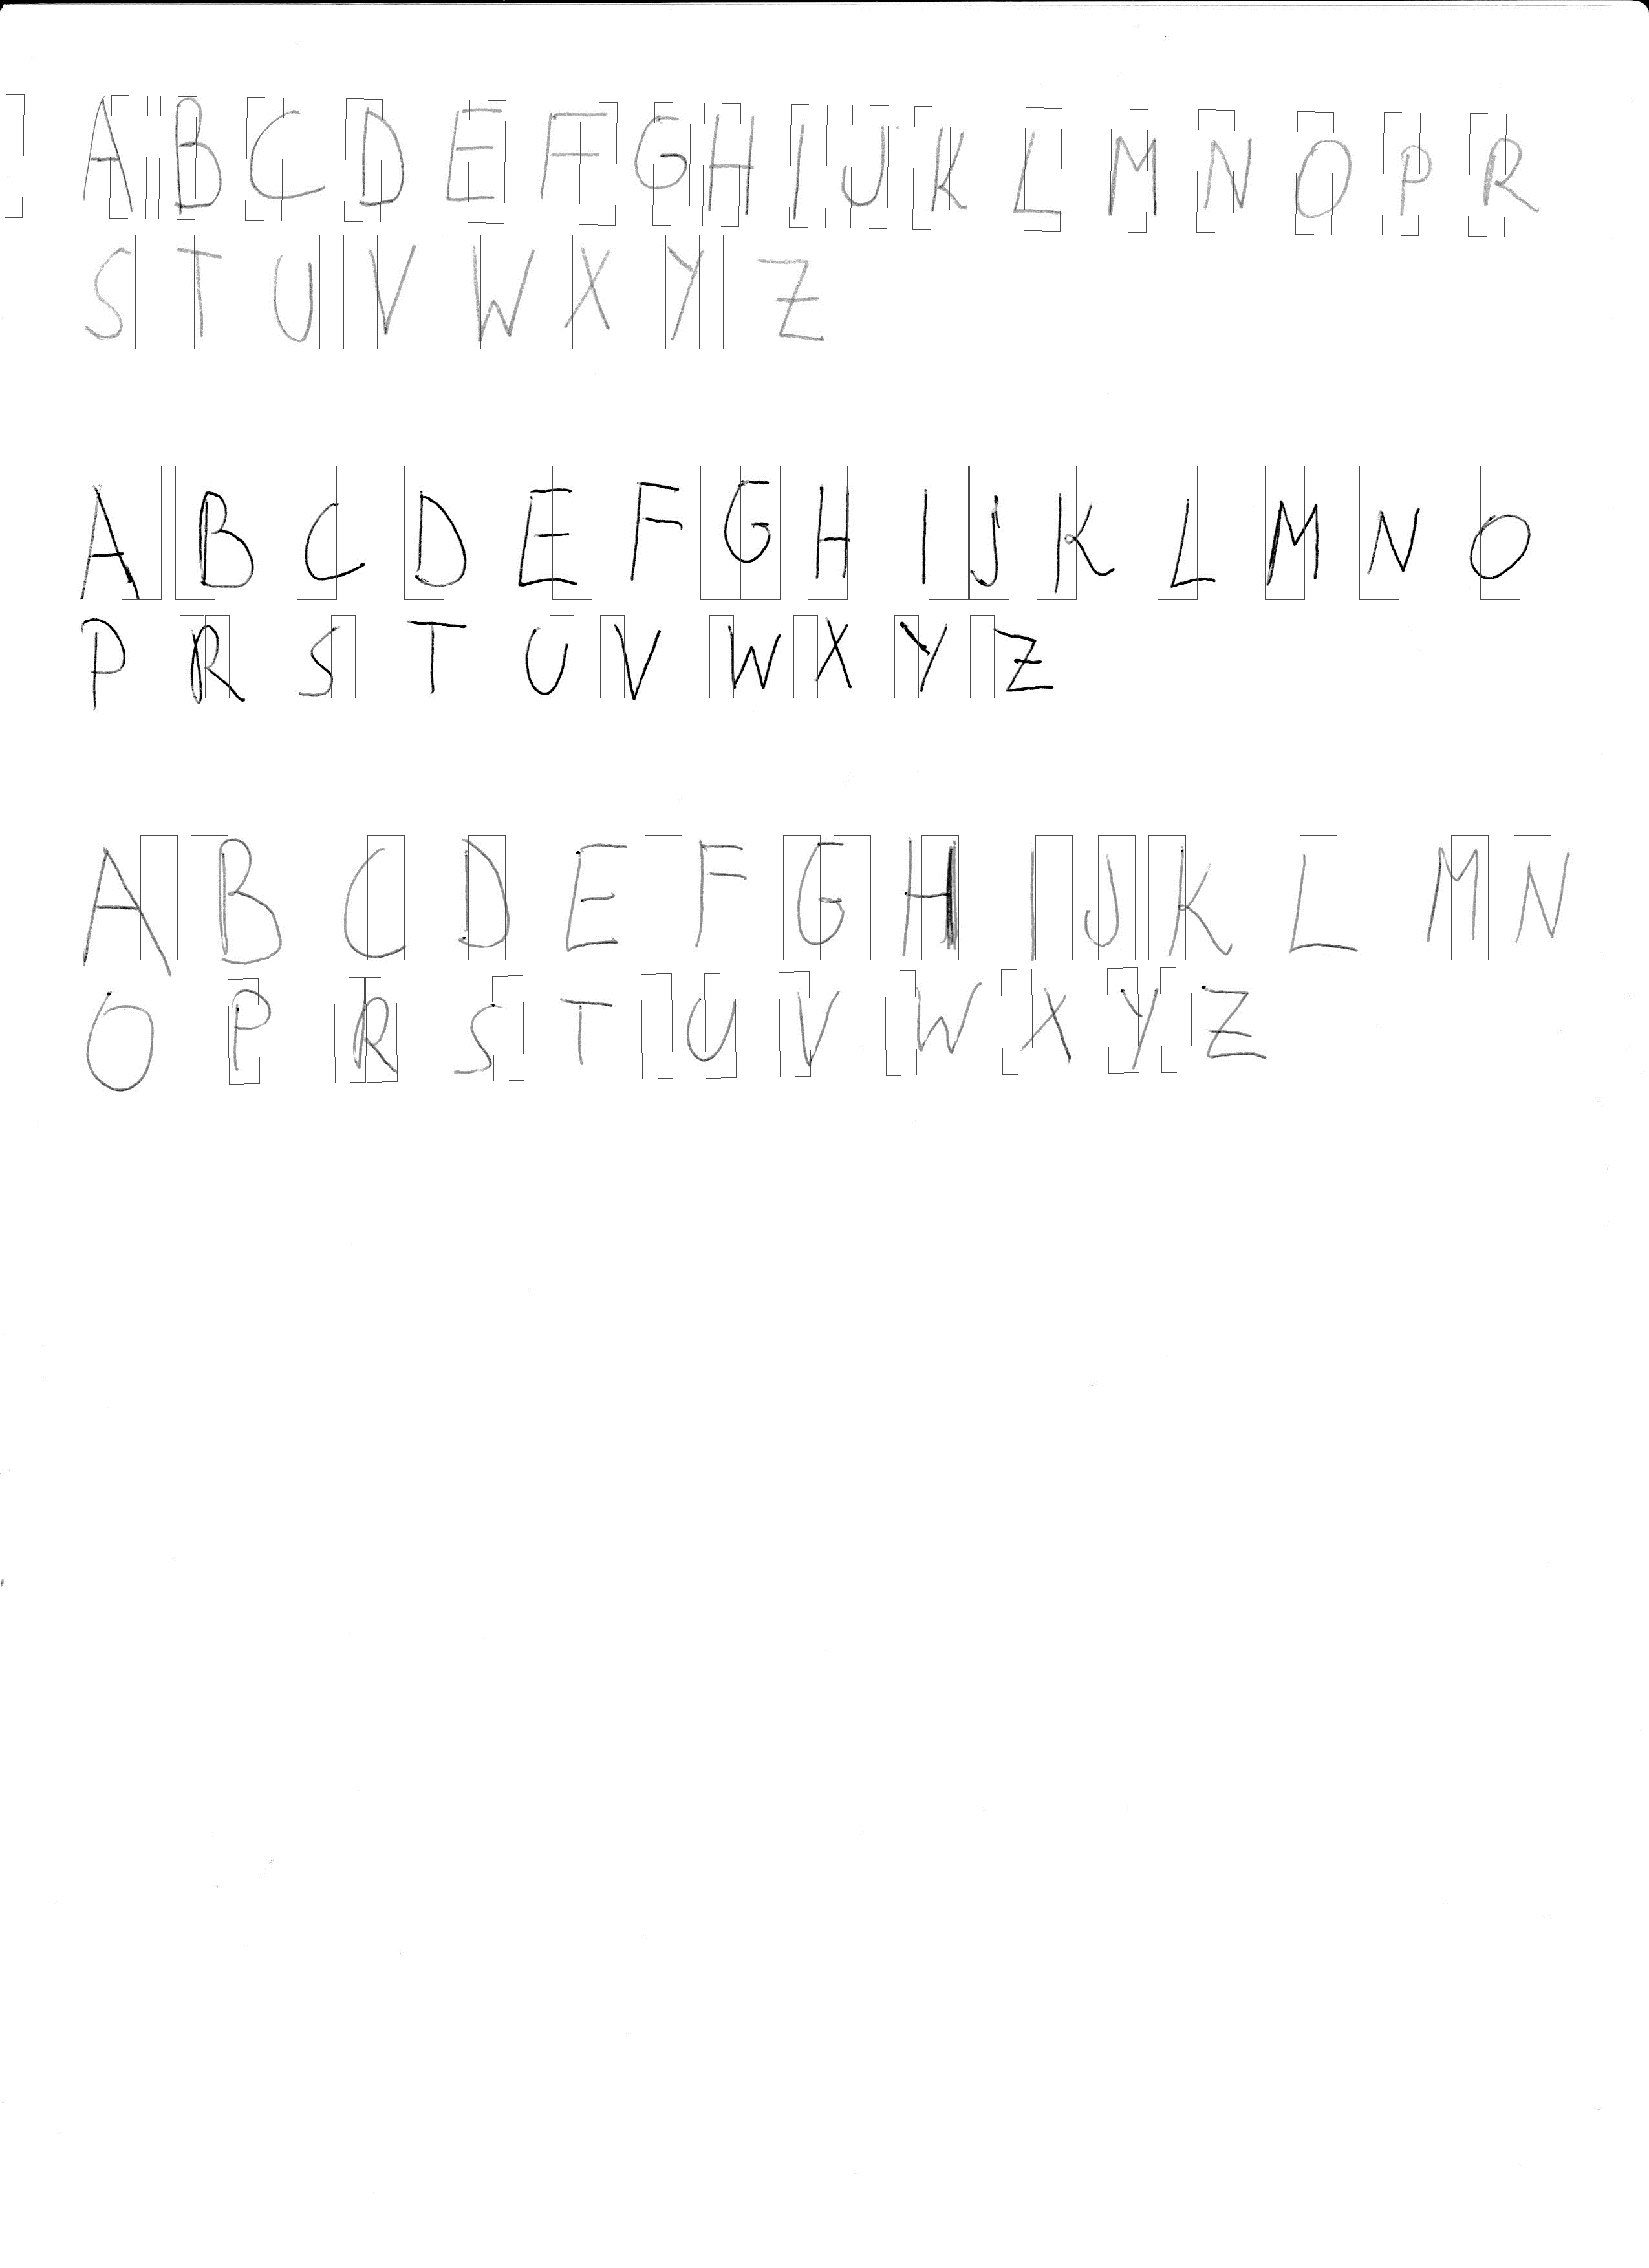 A B C D E F G H I J K L M N O P R
S T U V W X Y Z
A B C D E F G H I J K L M N O
P R S T U V W X Y Z
A B C D E F G H I J K L M N
O P R S T U V W X Y Z